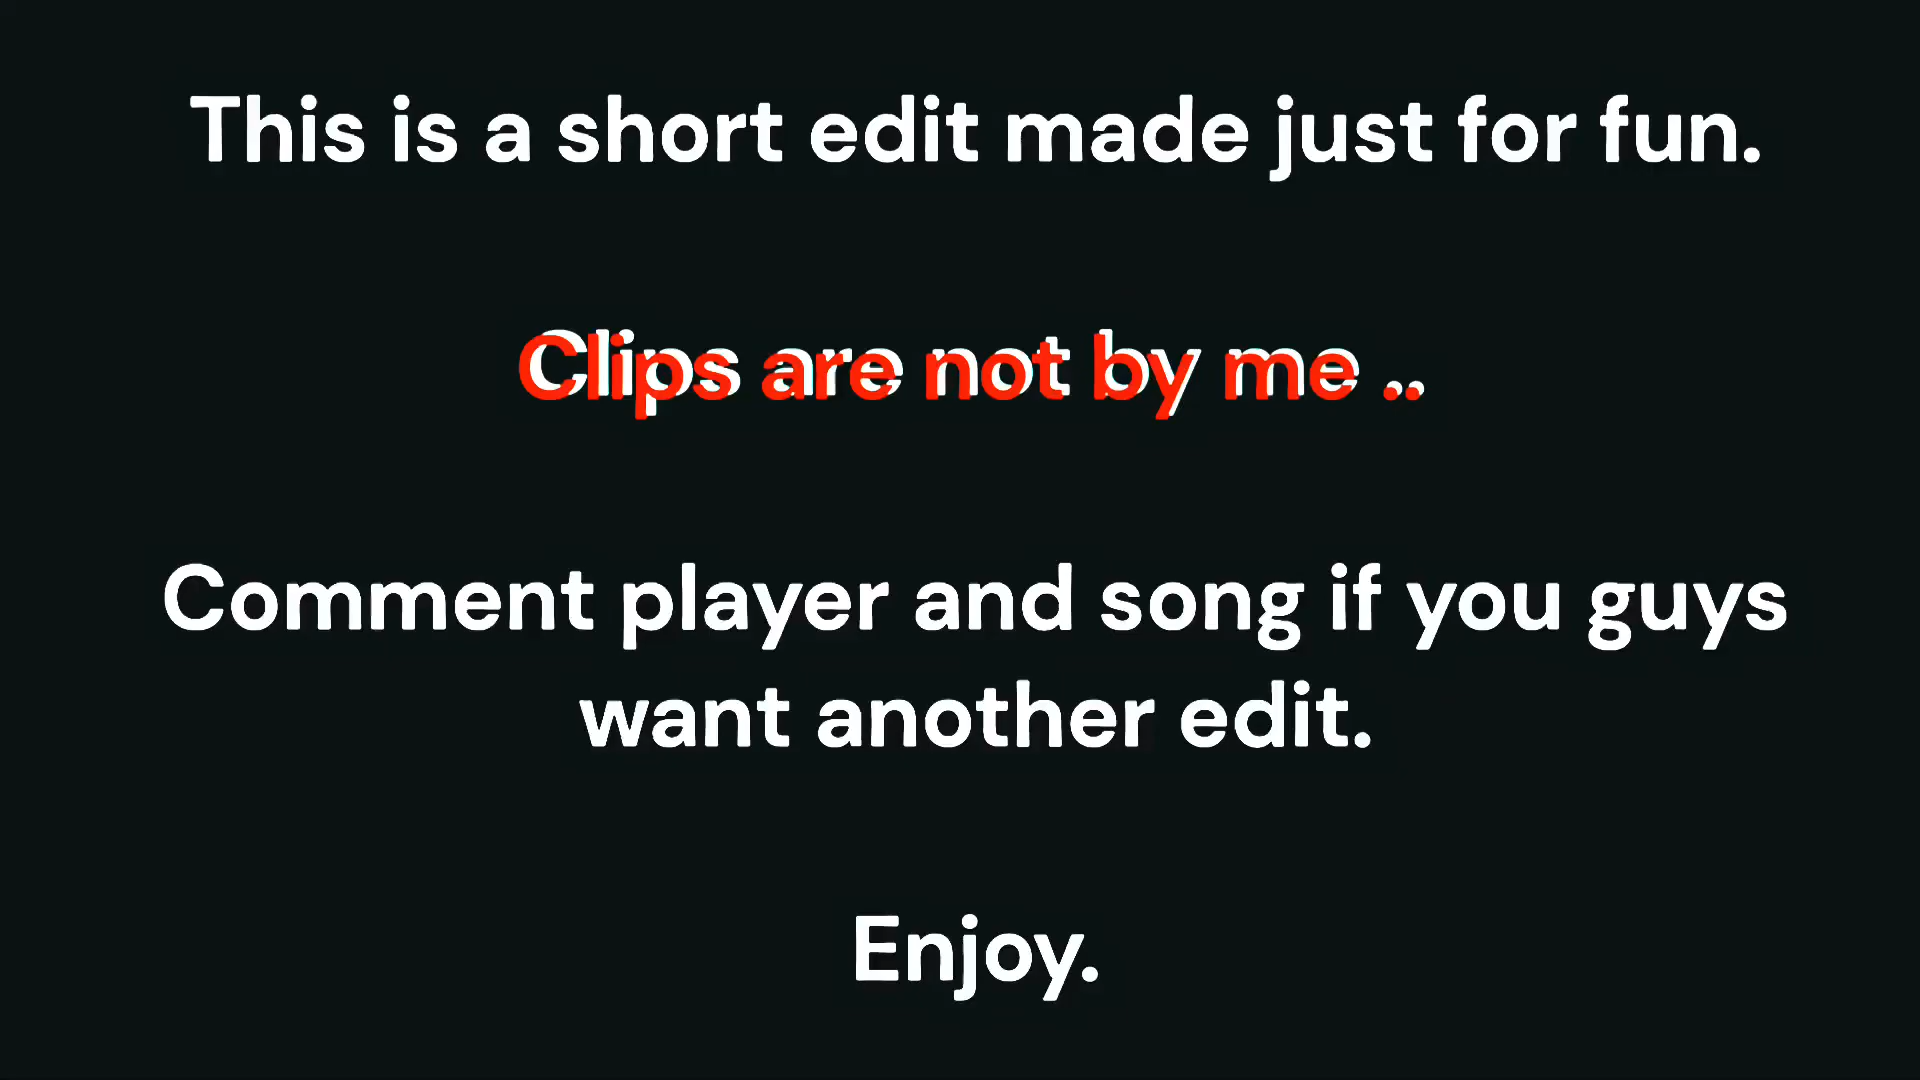 This is a short edit made just for fun.
Clips are not by me ..
Comment player and song if you guys
want another edit.
Enjoy.